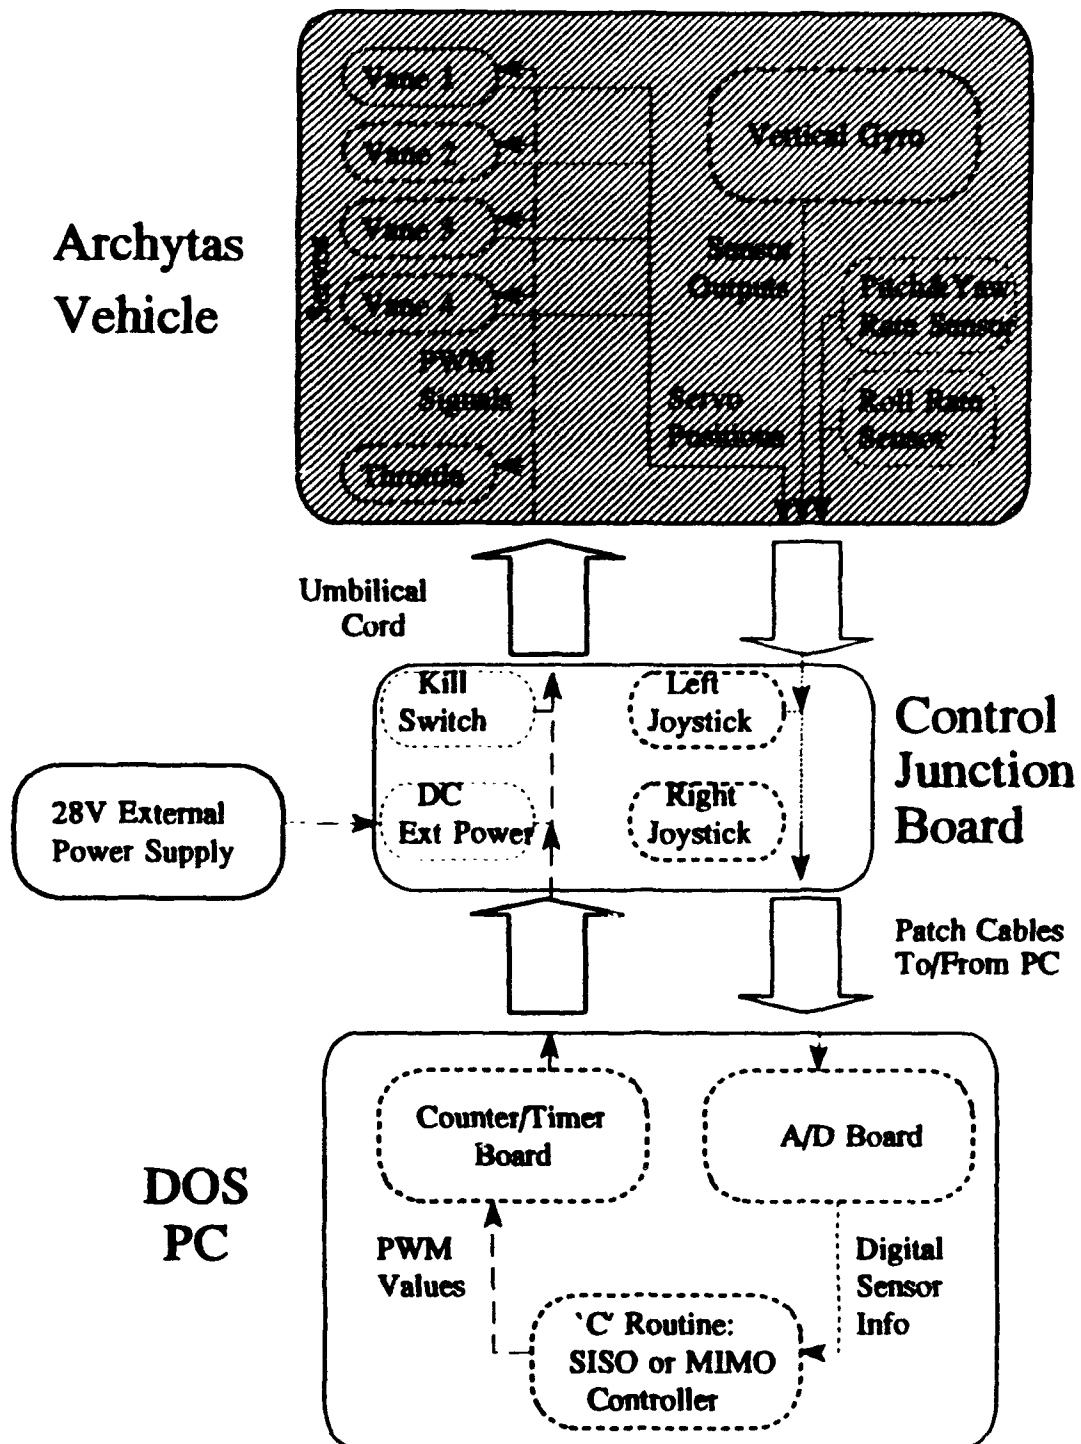 Archytas
Vehicle
Servos
Vane 1
Vane 2
Vane 3
Vane 4
PWM
Signals
Throttle
Vertical Gyro
Sensor
Outputs
Pitch&Yaw
Rate Sensor
Servo
Positions
Roll Rate
Sensor
Umbilical
Cord
Kill
Switch
Left
Joystick
Control
Junction
Board
28V External
Power Supply
DC
Ext Power
Right
Joystick
Patch Cables
To/From PC
DOS
PC
Counter/Timer
Board
A/D Board
PWM
Values
Digital
Sensor
Info
'C' Routine:
SISO or MIMO
Controller